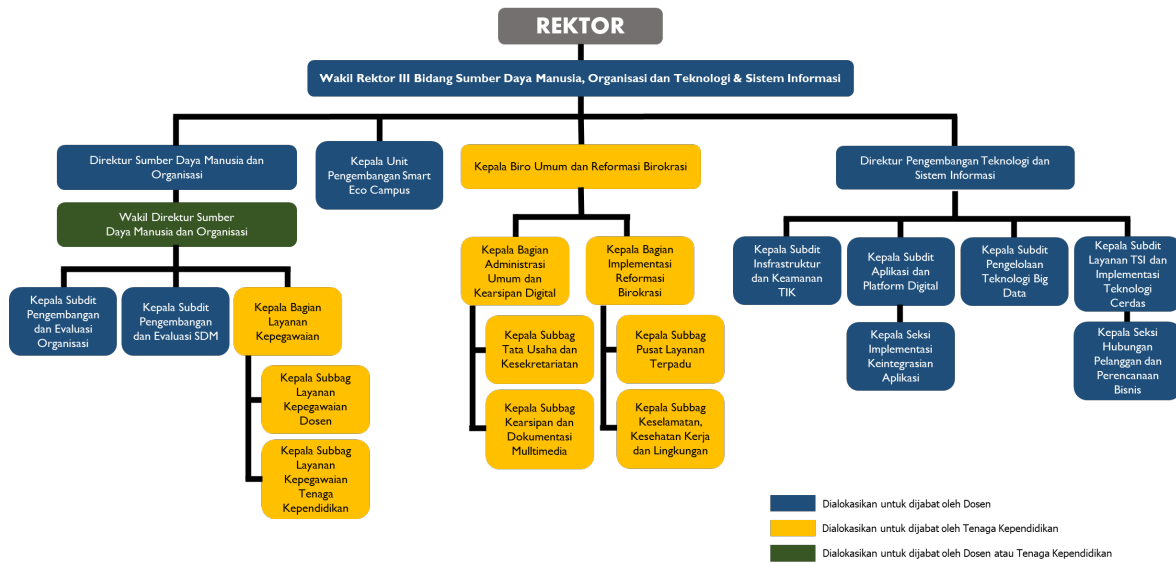 REKTOR
Wakil Rektor III Bidang Sumber Daya Manusia, Organisasi dan Teknologi & Sistem Informasi
Direktur Sumber Daya Manusia dan
Organisasi
Kepala Unit
Pengembangan Smart
Eco Campus
Kepala Biro Umum dan Reformasi Birokrasi
Direktur Pengembangan Teknologi dan
Sistem Informasi
Wakil Direktur Sumber
Daya Manusia dan Organisasi
Kepala Subdit
Pengembangan
dan Evaluasi
Organisasi
Kepala Subdit
Pengembangan
dan Evaluasi SDM
Kepala Bagian
Layanan
Kepegawaian
Kepala Subbag
Layanan
Kepegawaian
Dosen
Kepala Subbag
Layanan
Kepegawaian
Tenaga
Kependidikan
Kepala Bagian
Administrasi
Umum dan
Kearsipan Digital
Kepala Bagian
Implementasi
Reformasi
Birokrasi
Kepala Subbag
Tata Usaha dan
Kesekretariatan
Kepala Subbag
Pusat Layanan
Terpadu
Kepala Subbag
Kearsipan dan
Dokumentasi
Mulltimedia
Kepala Subbag
Keselamatan,
Kesehatan Kerja
dan Lingkungan
Kepala Subdit
Insfrastruktur
dan Keamanan
TIK
Kepala Subdit
Aplikasi dan
Platform Digital
Kepala Subdit
Pengelolaan
Teknologi Big
Data
Kepala Subdit
Layanan TSI dan
Implementasi
Teknologi
Cerdas
Kepala Seksi
Implementasi
Keintegrasian
Aplikasi
Kepala Seksi
Hubungan
Pelanggan dan
Perencanaan
Bisnis
Dialokasikan untuk dijabat oleh Dosen
Dialokasikan untuk dijabat oleh Tenaga Kependidikan
Dialokasikan untuk dijabat oleh Dosen atau Tenaga Kependidikan